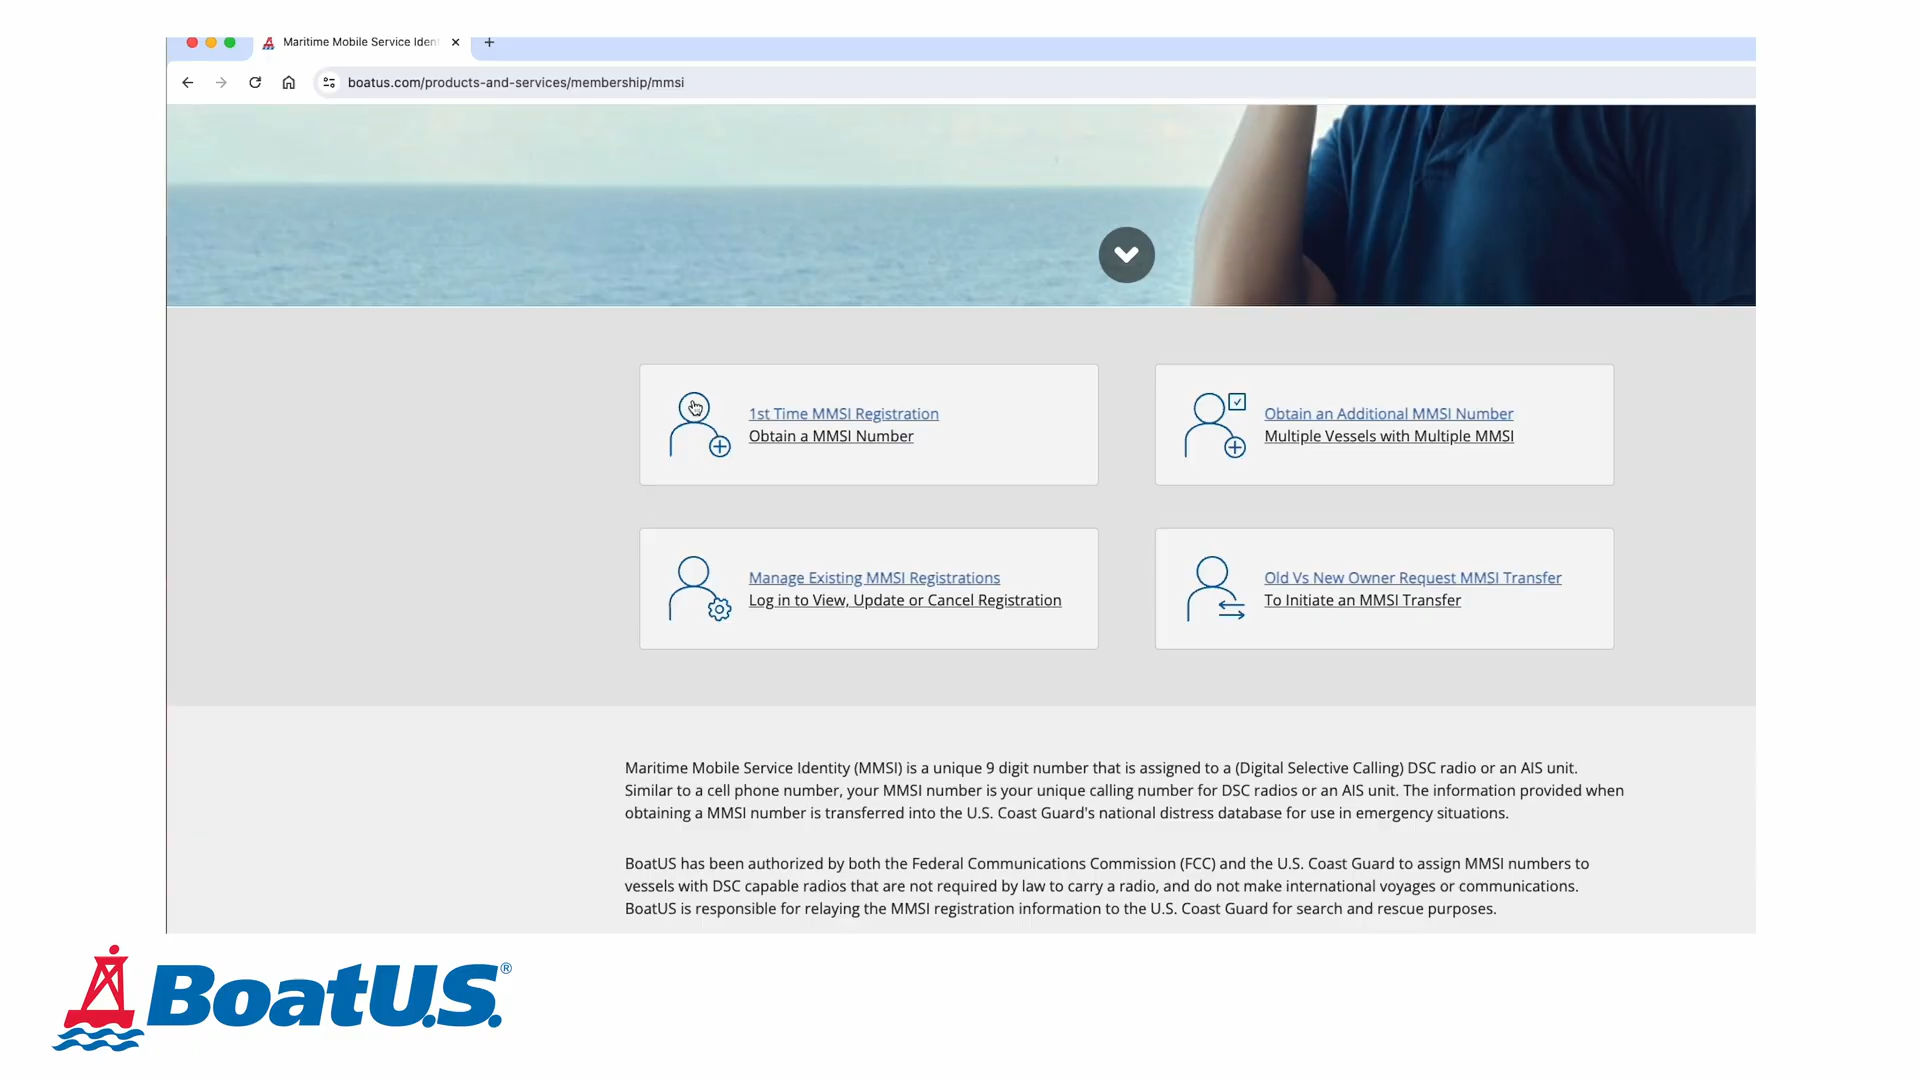 Maritime Mobile Service Iden
boatus.com/products-and-services/membership/mmsi
1st Time MMSI Registration
Obtain a MMSI Number
Obtain an Additional MMSI Number
Multiple Vessels with Multiple MMSI
Manage Existing MMSI Registrations
Log in to View, Update or Cancel Registration
Old Vs New Owner Request MMSI Transfer
To Initiate an MMSI Transfer
Maritime Mobile Service Identity (MMSI) is a unique 9 digit number that is assigned to a (Digital Selective Calling) DSC radio or an AIS unit.
Similar to a cell phone number, your MMSI number is your unique calling number for DSC radios or an AIS unit. The information provided when
obtaining a MMSI number is transferred into the U.S. Coast Guard's national distress database for use in emergency situations.
BoatUS has been authorized by both the Federal Communications Commission (FCC) and the U.S. Coast Guard to assign MMSI numbers to
vessels with DSC capable radios that are not required by law to carry a radio, and do not make international voyages or communications.
BoatUS is responsible for relaying the MMSI registration information to the U.S. Coast Guard for search and rescue purposes.
BoatU.S.®